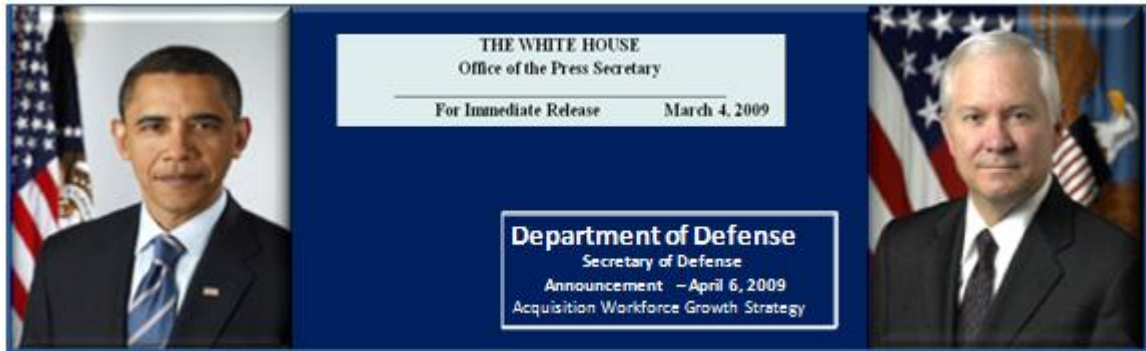 THE WHITE HOUSE
Office of the Press Secretary
For Immediate Release March 4, 2009
Department of Defense
Secretary of Defense
Announcement – April 6, 2009
Acquisition Workforce Growth Strategy